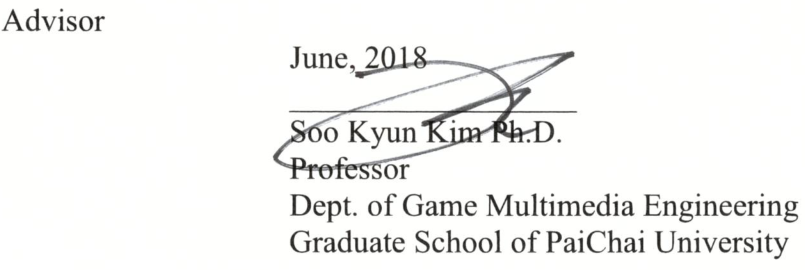 Advisor
June, 2018
Soo Kyun Kim Ph.D.
Professor
Dept. of Game Multimedia Engineering
Graduate School of PaiChai University